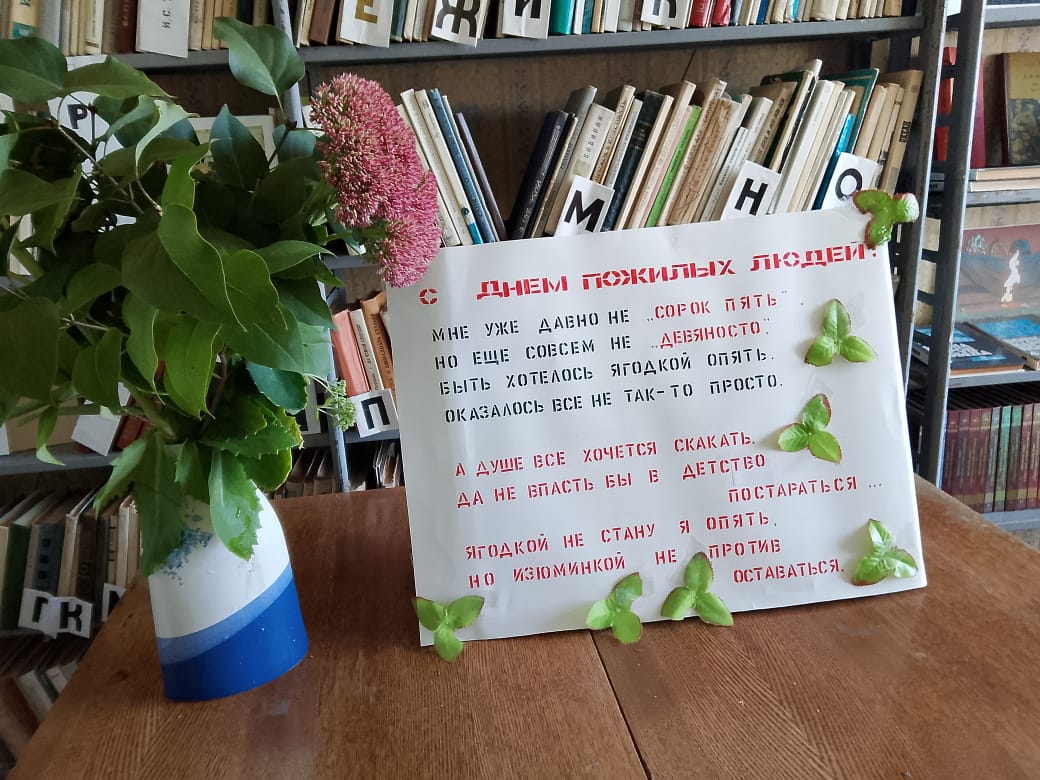 Е
Ж
И
К
Р
М
Н
О
П
Г
К
С ДНЕМ ПОЖИЛЫХ ЛЮДЕЙ!
МНЕ УЖЕ ДАВНО НЕ „СОРОК ПЯТЬ”.
НО ЕЩЕ СОВСЕМ НЕ „ДЕВЯНОСТО”.
БЫТЬ ХОТЕЛОСЬ ЯГОДКОЙ ОПЯТЬ.
ОКАЗАЛОСЬ ВСЕ НЕ ТАК-ТО ПРОСТО.
А ДУШЕ ВСЕ ХОЧЕТСЯ СКАКАТЬ.
ДА НЕ ВПАСТЬ БЫ В ДЕТСТВО
ПОСТАРАТЬСЯ ...
ЯГОДКОЙ НЕ СТАНУ Я ОПЯТЬ,
НО ИЗЮМИНКОЙ НЕ ПРОТИВ
ОСТАВАТЬСЯ.